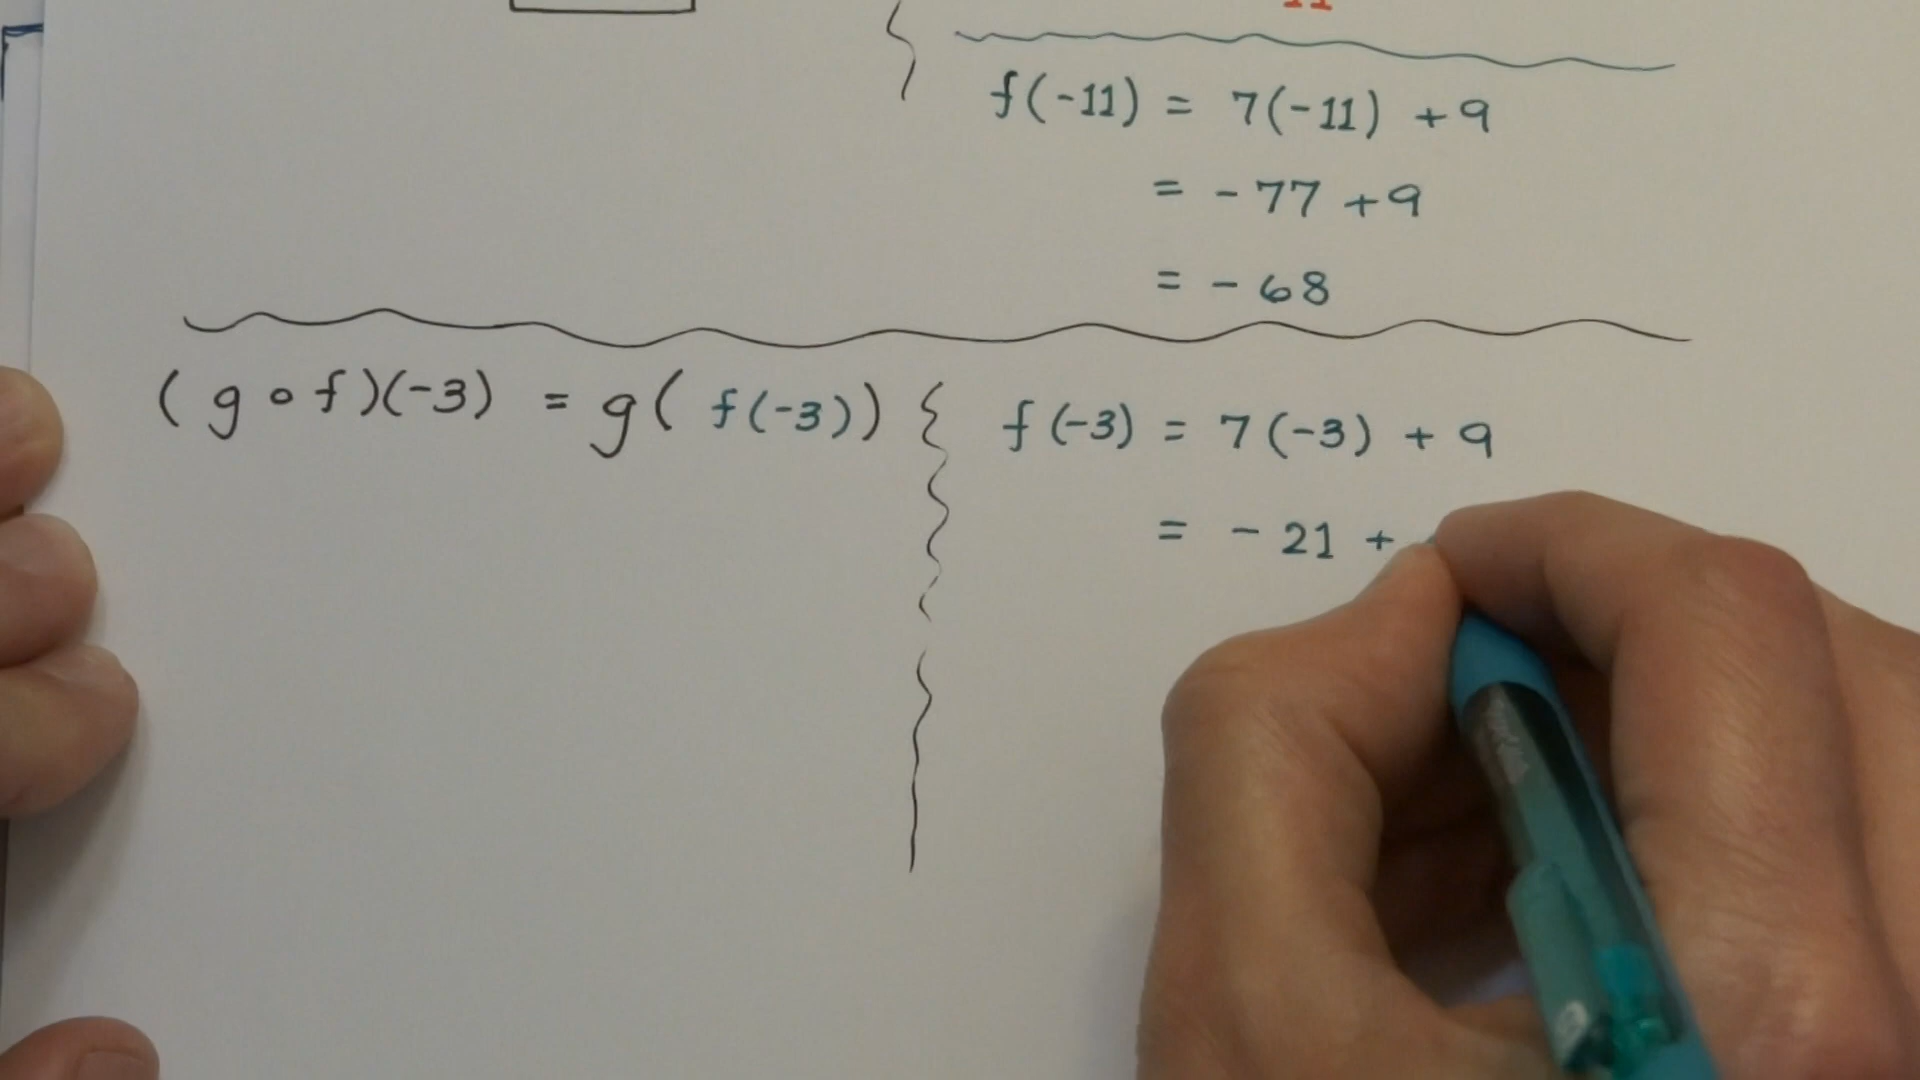 f(-11) = 7(-11) +9
= -77 +9
= -68
(g∘f)(-3) = g( f(-3))
f(-3) = 7(-3) + 9
= -21 +